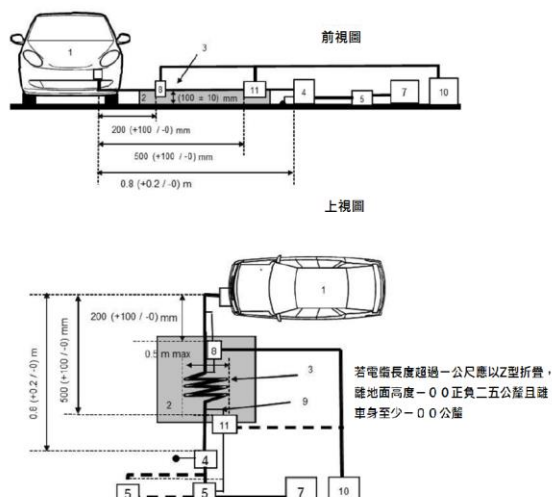 前視圖
1
3
8
11
4
5
7
10
2
(100 ± 10) mm
200 (+100 / -0) mm
500 (+100 / -0) mm
0.8 (+0.2 / -0) m
上視圖
1
200 (+100 / -0) mm
500 (+100 / -0) mm
0.8 (+0.2 / -0) m
0.5 m max
8
3
2
9
11
4
5
5
7
10
若電纜長度超過一公尺應以Z型折疊，
離地面高度一００正負二五公釐且離
車身至少一００公釐